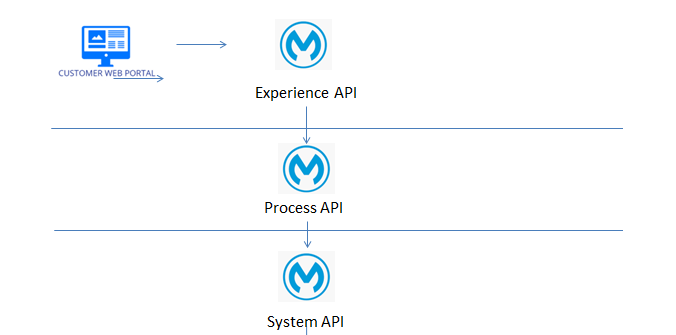 CUSTOMER WEB PORTAL
Experience API
Process API
System API